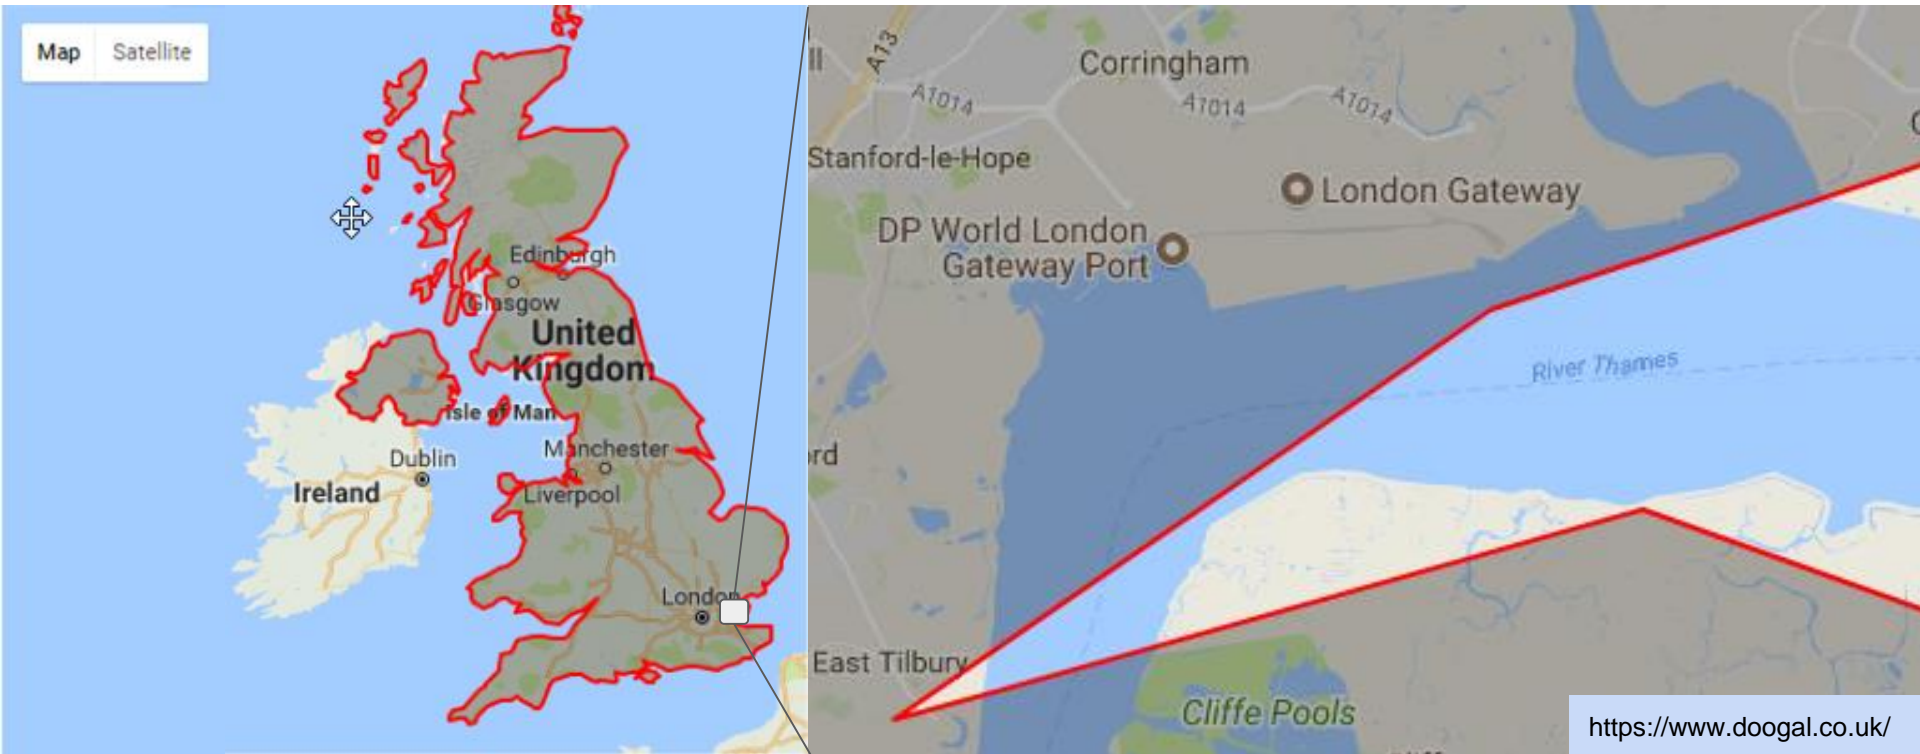 Map
Satellite
Edinburgh
Glasgow
United
Kingdom
Isle of Man
Dublin
Manchester
Ireland
Liverpool
London
A13
Corringham
A1014
A1014
A1014
Stanford-le-Hope
London Gateway
DP World London
Gateway Port
River Thames
East Tilbury
Cliffe Pools
https://www.doogal.co.uk/